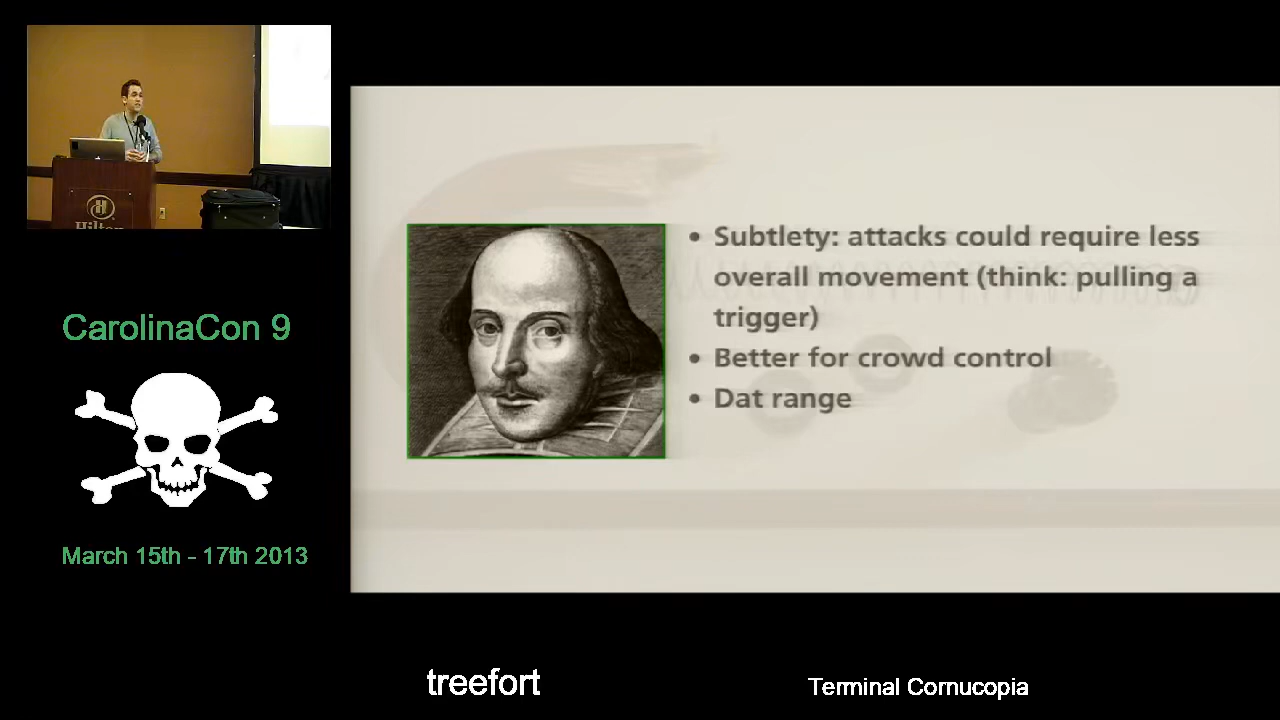 H
Hilton
CarolinaCon 9
March 15th - 17th 2013
• Subtlety: attacks could require less
overall movement (think: pulling a
trigger)
• Better for crowd control
• Dat range
treefort
Terminal Cornucopia